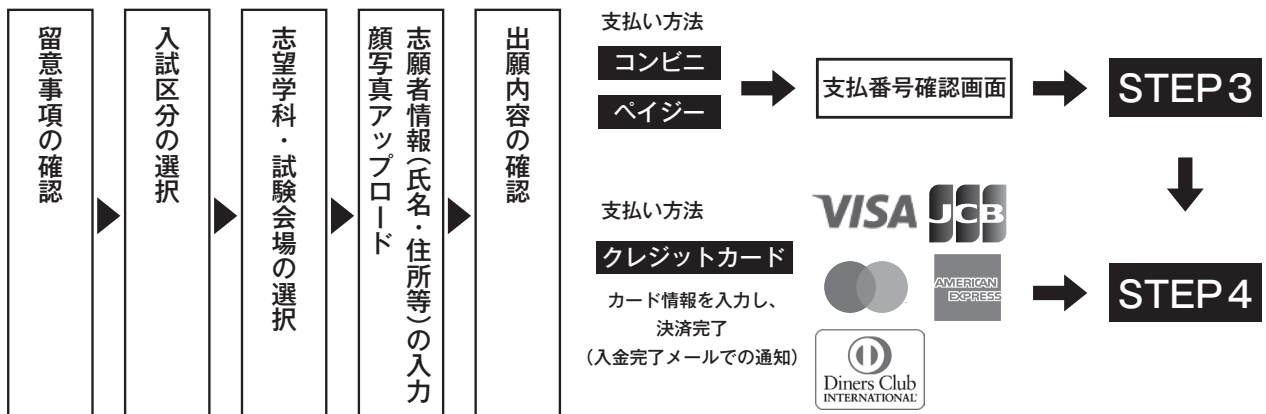 留意事項の確認
入試区分の選択
志望学科・試験会場の選択
志願者情報(氏名・住所等)の入力
顔写真アップロード
出願内容の確認
支払い方法
コンビニ
ペイジー
支払番号確認画面
STEP3
支払い方法
クレジットカード
カード情報を入力し、
決済完了
(入金完了メールでの通知)
VISA
JCB
AMERICAN
EXPRESS
Diners Club
INTERNATIONAL
STEP4